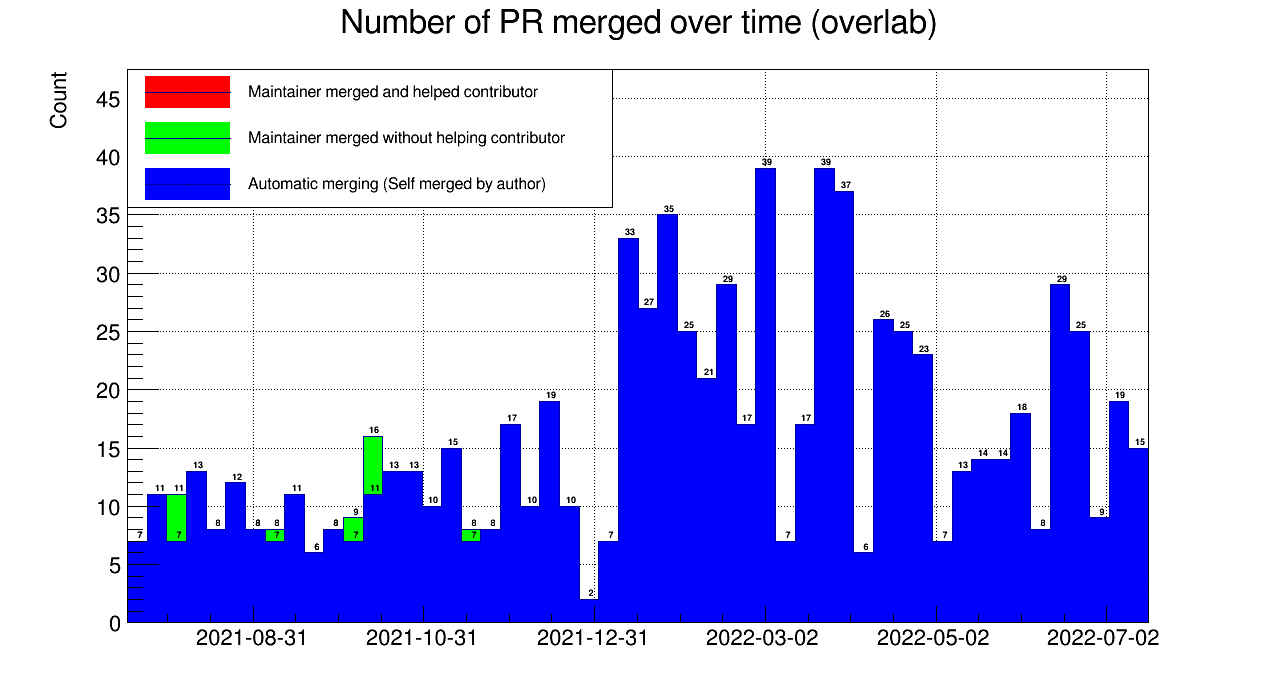 Number of PR merged over time (overlab)
Count
Maintainer merged and helped contributor
Maintainer merged without helping contributor
Automatic merging (Self merged by author)
45
40
35
30
25
20
15
10
5
0
7 11 11 7 13 8 12 8 8 7 11 6 8 9 7 16 11 13 13 10 15 8 7 8 17 10 19 10 2 7 33 27 35 25 21 29 17 39 7 17 39 37 6 26 25 23 7 13 14 14 18 8 29 25 9 19 15
2021-08-31 2021-10-31 2021-12-31 2022-03-02 2022-05-02 2022-07-02